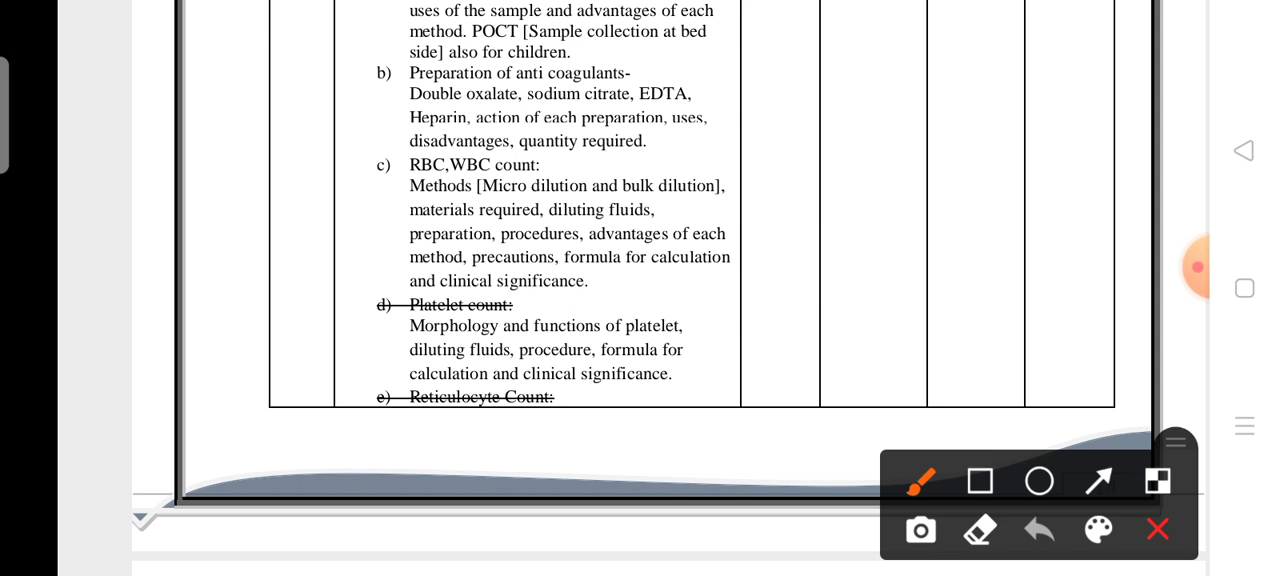 uses of the sample and advantages of each
method. POCT [Sample collection at bed
side] also for children.
b) Preparation of anti coagulants-
Double oxalate, sodium citrate, EDTA,
Heparin, action of each preparation, uses,
disadvantages, quantity required.
c) RBC,WBC count:
Methods [Micro dilution and bulk dilution],
materials required, diluting fluids,
preparation, procedures, advantages of each
method, precautions, formula for calculation
and clinical significance.
d) Platelet count:
Morphology and functions of platelet,
diluting fluids, procedure, formula for
calculation and clinical significance.
e) Reticulocyte Count: